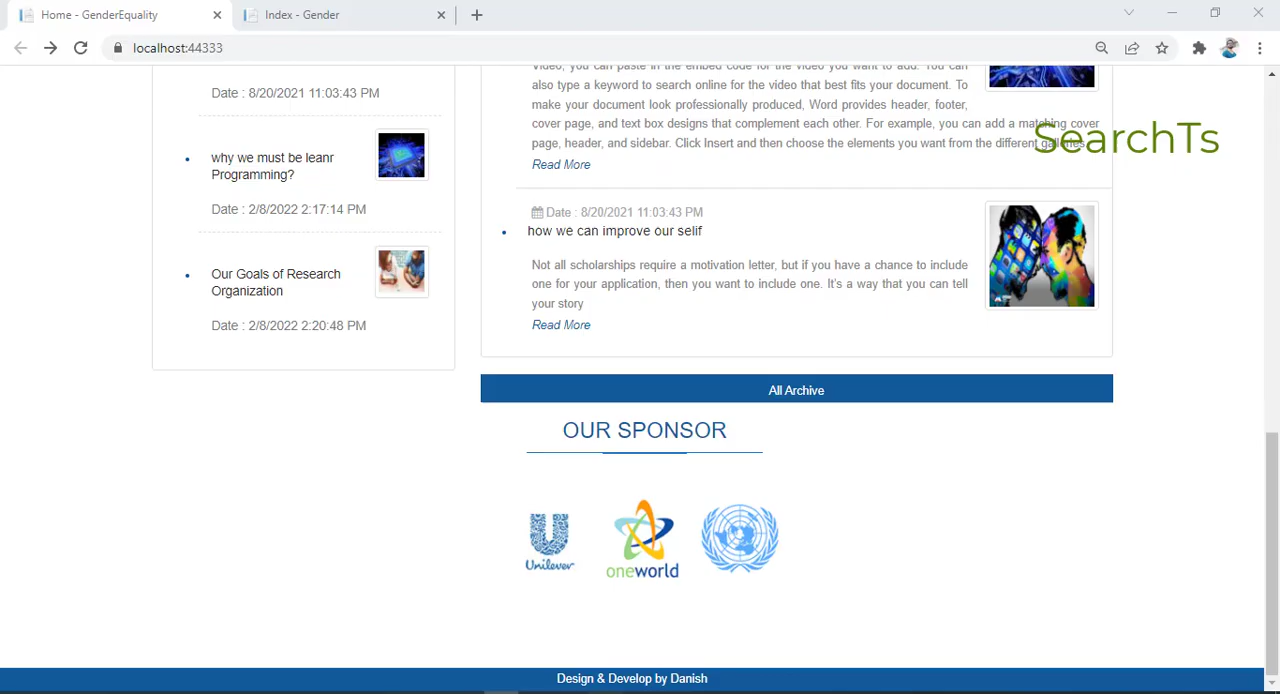 Home - GenderEquality
Index - Gender
localhost:44333
Date : 8/20/2021 11:03:43 PM
why we must be leanr
Programming?
Date : 2/8/2022 2:17:14 PM
Our Goals of Research
Organization
Date : 2/8/2022 2:20:48 PM
Video, you can paste in the embed code for the video you want to add. You can
also type a keyword to search online for the video that best fits your document. To
make your document look professionally produced, Word provides header, footer,
cover page, and text box designs that complement each other. For example, you can add a matching cover
page, header, and sidebar. Click Insert and then choose the elements you want from the different galleries.
Read More
SearchTs
Date : 8/20/2021 11:03:43 PM
how we can improve our selif
Not all scholarships require a motivation letter, but if you have a chance to include
one for your application, then you want to include one. It's a way that you can tell
your story
Read More
All Archive
OUR SPONSOR
Unilever
oneworld
Design & Develop by Danish